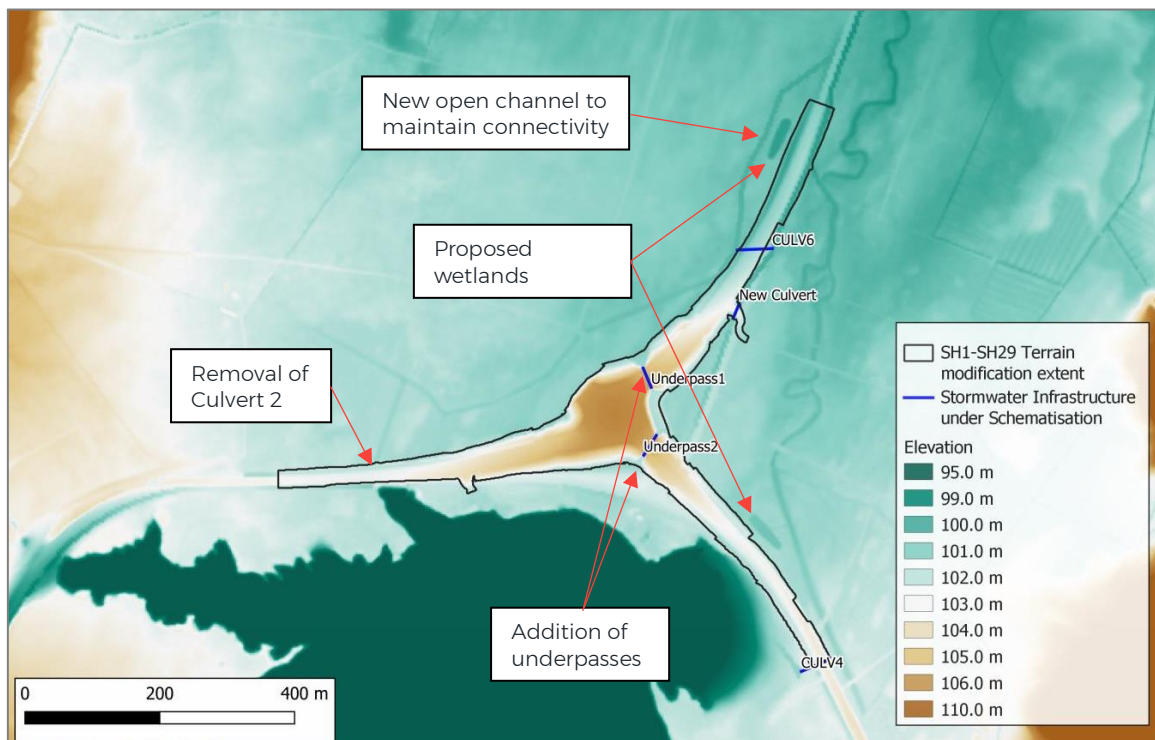 New open channel to
maintain connectivity
CULV6
Proposed
wetlands
New Culvert
Removal of
Culvert 2
Underpass1
Underpass2
Addition of
underpasses
CULV4
0 200 400 m
SH1-SH29 Terrain
modification extent
Stormwater Infrastructure
under Schematisation
Elevation
95.0 m
99.0 m
100.0 m
101.0 m
102.0 m
103.0 m
104.0 m
105.0 m
106.0 m
110.0 m